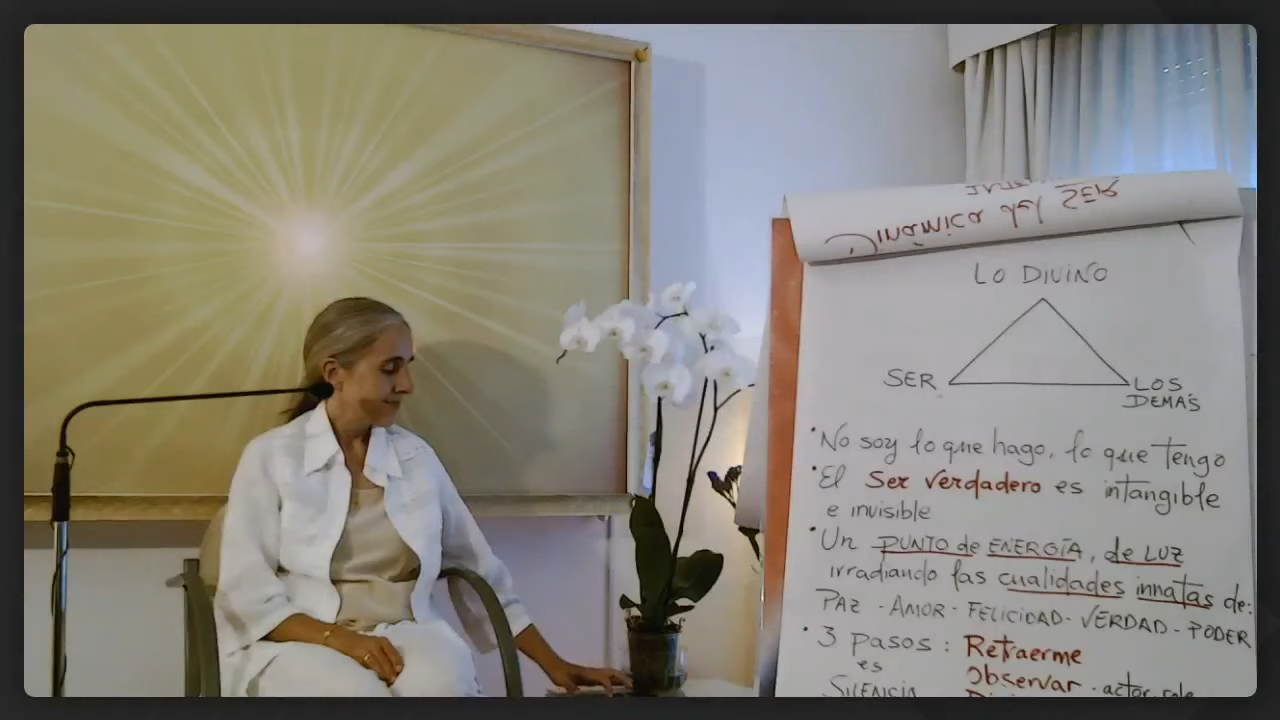 Dinámica del SER
LO DIVINO
SER
LOS
DEMÁS
• No soy lo que hago, lo que tengo
• El Ser verdadero es intangible
e invisible
• Un PUNTO de ENERGÍA, de LUZ
irradiando las cualidades innatas de:
PAZ - AMOR - FELICIDAD - VERDAD - PODER
• 3 pasos : Retraerme
es
Observar - actor,